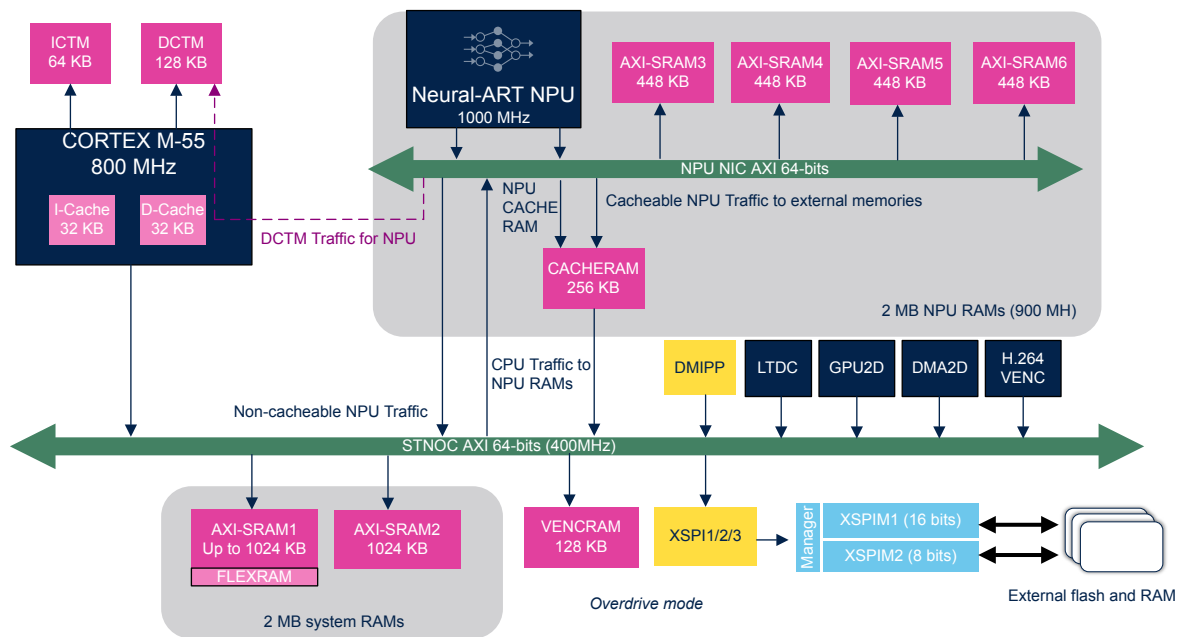 ICTM
64 KB
DCTM
128 KB
Neural-ART NPU
1000 MHz
AXI-SRAM3
448 KB
AXI-SRAM4
448 KB
AXI-SRAM5
448 KB
AXI-SRAM6
448 KB
CORTEX M-55
800 MHz
I-Cache
32 KB
D-Cache
32 KB
NPU NIC AXI 64-bits
DCTM Traffic for NPU
NPU
CACHE
RAM
Cacheable NPU Traffic to external memories
CACHERAM
256 KB
2 MB NPU RAMs (900 MH)
CPU Traffic to
NPU RAMs
Non-cacheable NPU Traffic
DMIPP
LTDC
GPU2D
DMA2D
H.264
VENC
STNOC AXI 64-bits (400MHz)
AXI-SRAM1
Up to 1024 KB
FLEXRAM
AXI-SRAM2
1024 KB
2 MB system RAMs
VENCRAM
128 KB
XSPI1/2/3
Manager
XSPIM1 (16 bits)
XSPIM2 (8 bits)
External flash and RAM
Overdrive mode